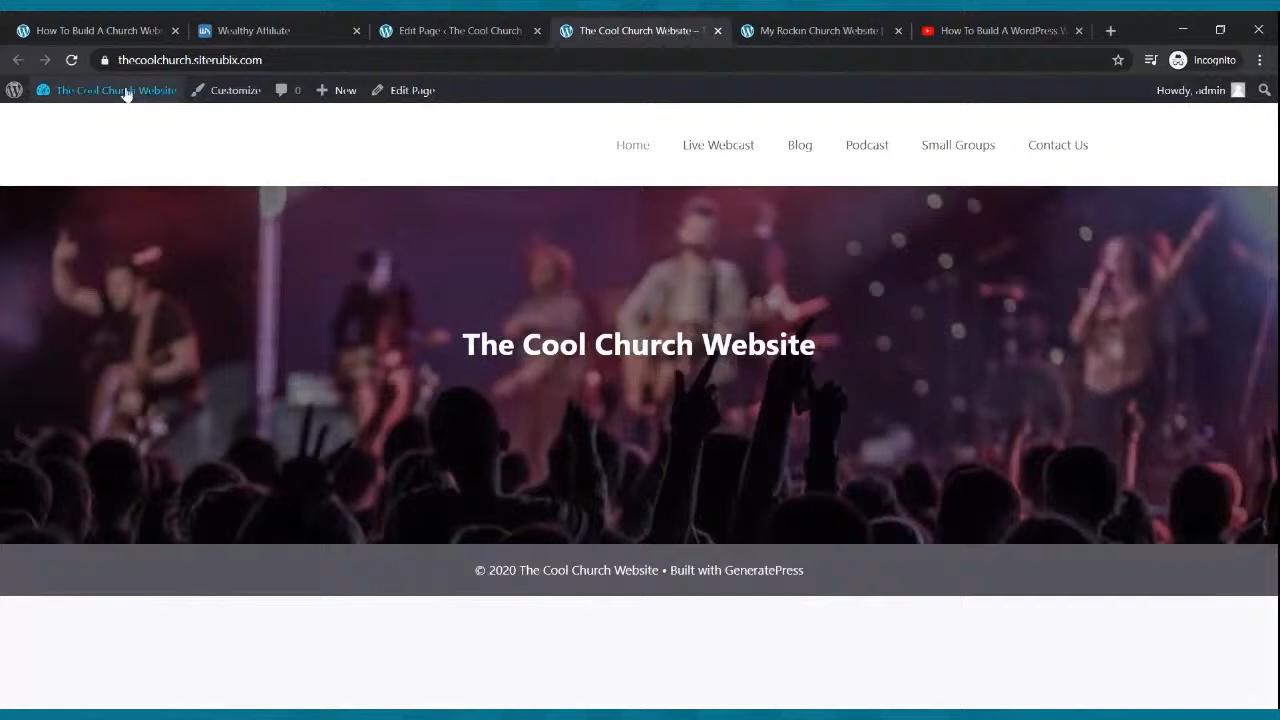 How To Build A Church Web
Wealthy Affiliate
Edit Page ‹ The Cool Church
The Cool Church Website – T
My Rockin Church Website |
How To Build A WordPress W
thecoolchurch.siterubix.com
Incognito
The Cool Church Website
Customize
0
New
Edit Page
Howdy, admin
Home
Live Webcast
Blog
Podcast
Small Groups
Contact Us
The Cool Church Website
© 2020 The Cool Church Website • Built with GeneratePress